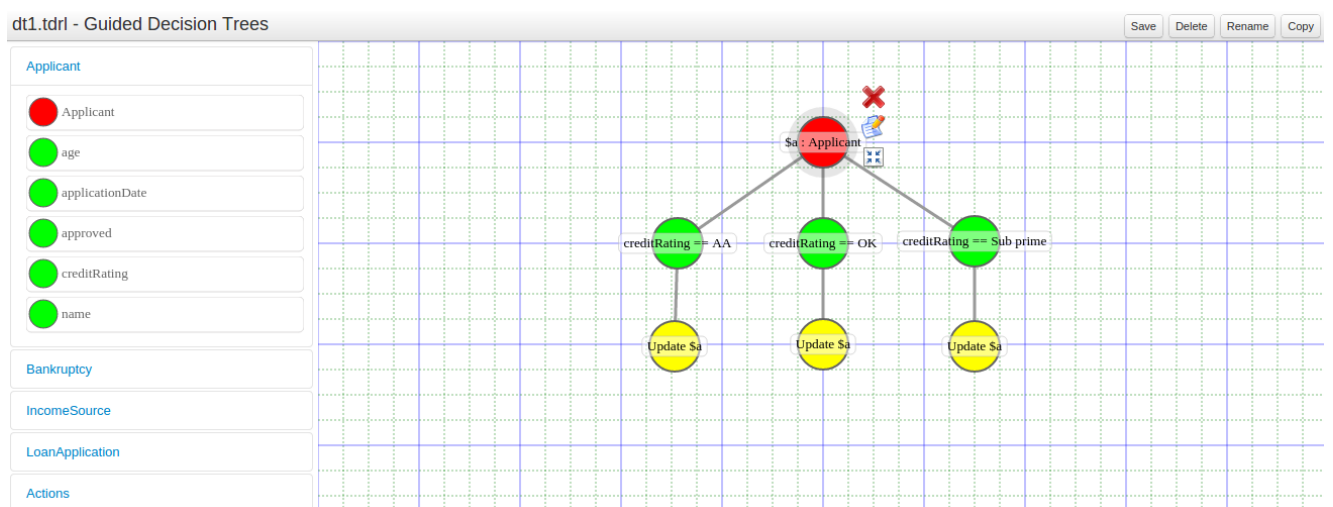 dt1.tdrl - Guided Decision Trees
Save
Delete
Rename
Copy
Applicant
Applicant
age
applicationDate
approved
creditRating
name
Bankruptcy
IncomeSource
LoanApplication
Actions
$a : Applicant
creditRating == AA
creditRating == OK
creditRating == Sub prime
Update $a
Update $a
Update $a